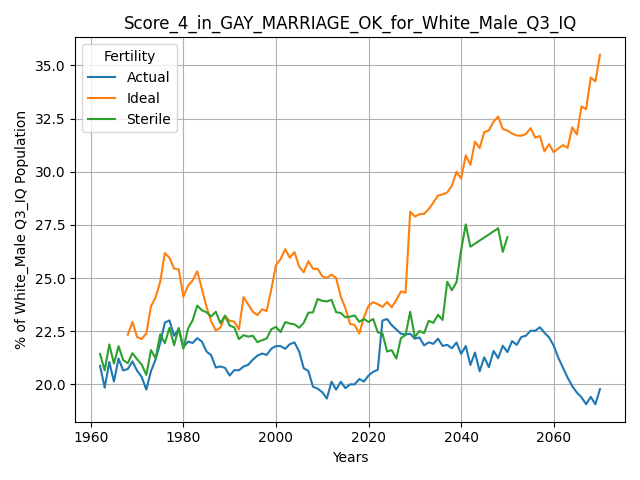 Score_4_in_GAY_MARRIAGE_OK_for_White_Male_Q3_IQ
% of White_Male Q3_IQ Population
35.0
32.5
30.0
27.5
25.0
22.5
20.0
Fertility
Actual
Ideal
Sterile
1960 1980 2000 2020 2040 2060
Years